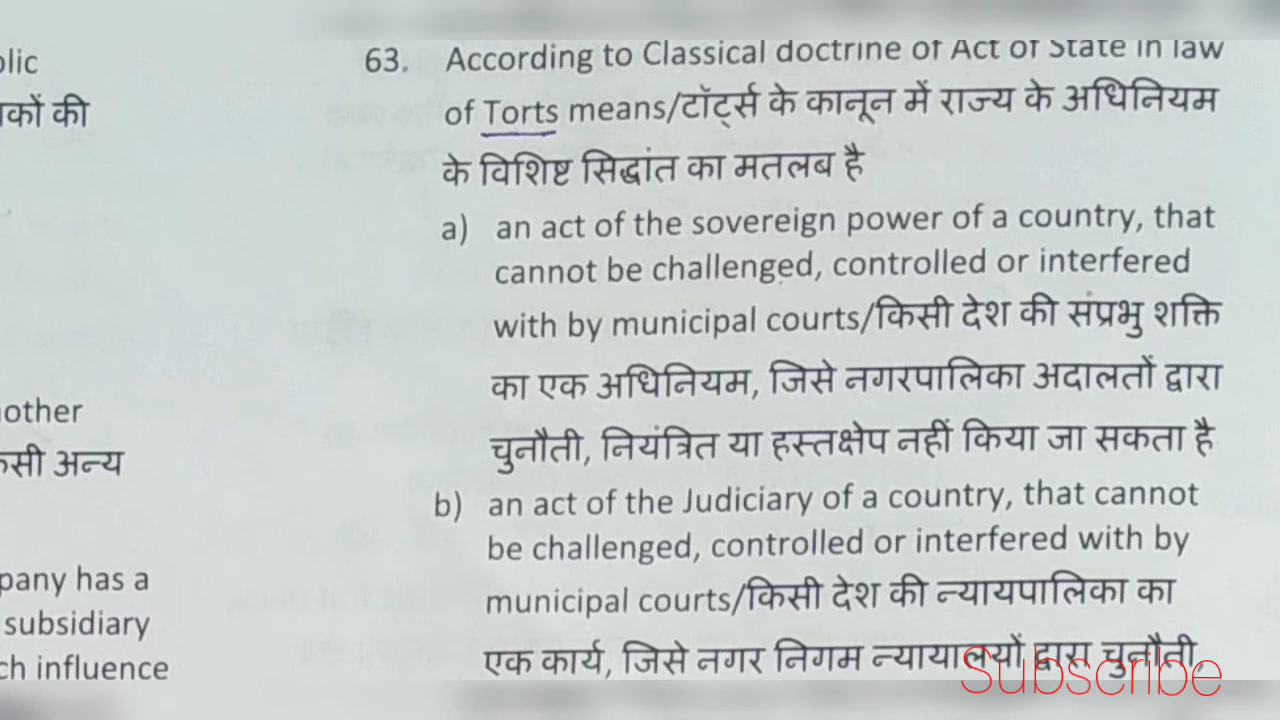 63. According to Classical doctrine of Act of State in law
of Torts means/टॉर्ट्स के कानून में राज्य के अधिनियम
के विशिष्ट सिद्धांत का मतलब है
a) an act of the sovereign power of a country, that
cannot be challenged, controlled or interfered
with by municipal courts/किसी देश की संप्रभु शक्ति
का एक अधिनियम, जिसे नगरपालिका अदालतों द्वारा
चुनौती, नियंत्रित या हस्तक्षेप नहीं किया जा सकता है
b) an act of the Judiciary of a country, that cannot
be challenged, controlled or interfered with by
municipal courts/किसी देश की न्यायपालिका का
एक कार्य, जिसे नगर निगम न्यायालयों द्वारा चुनौती,
की
अन्य
has a
subsidiary
influence
Subscribe